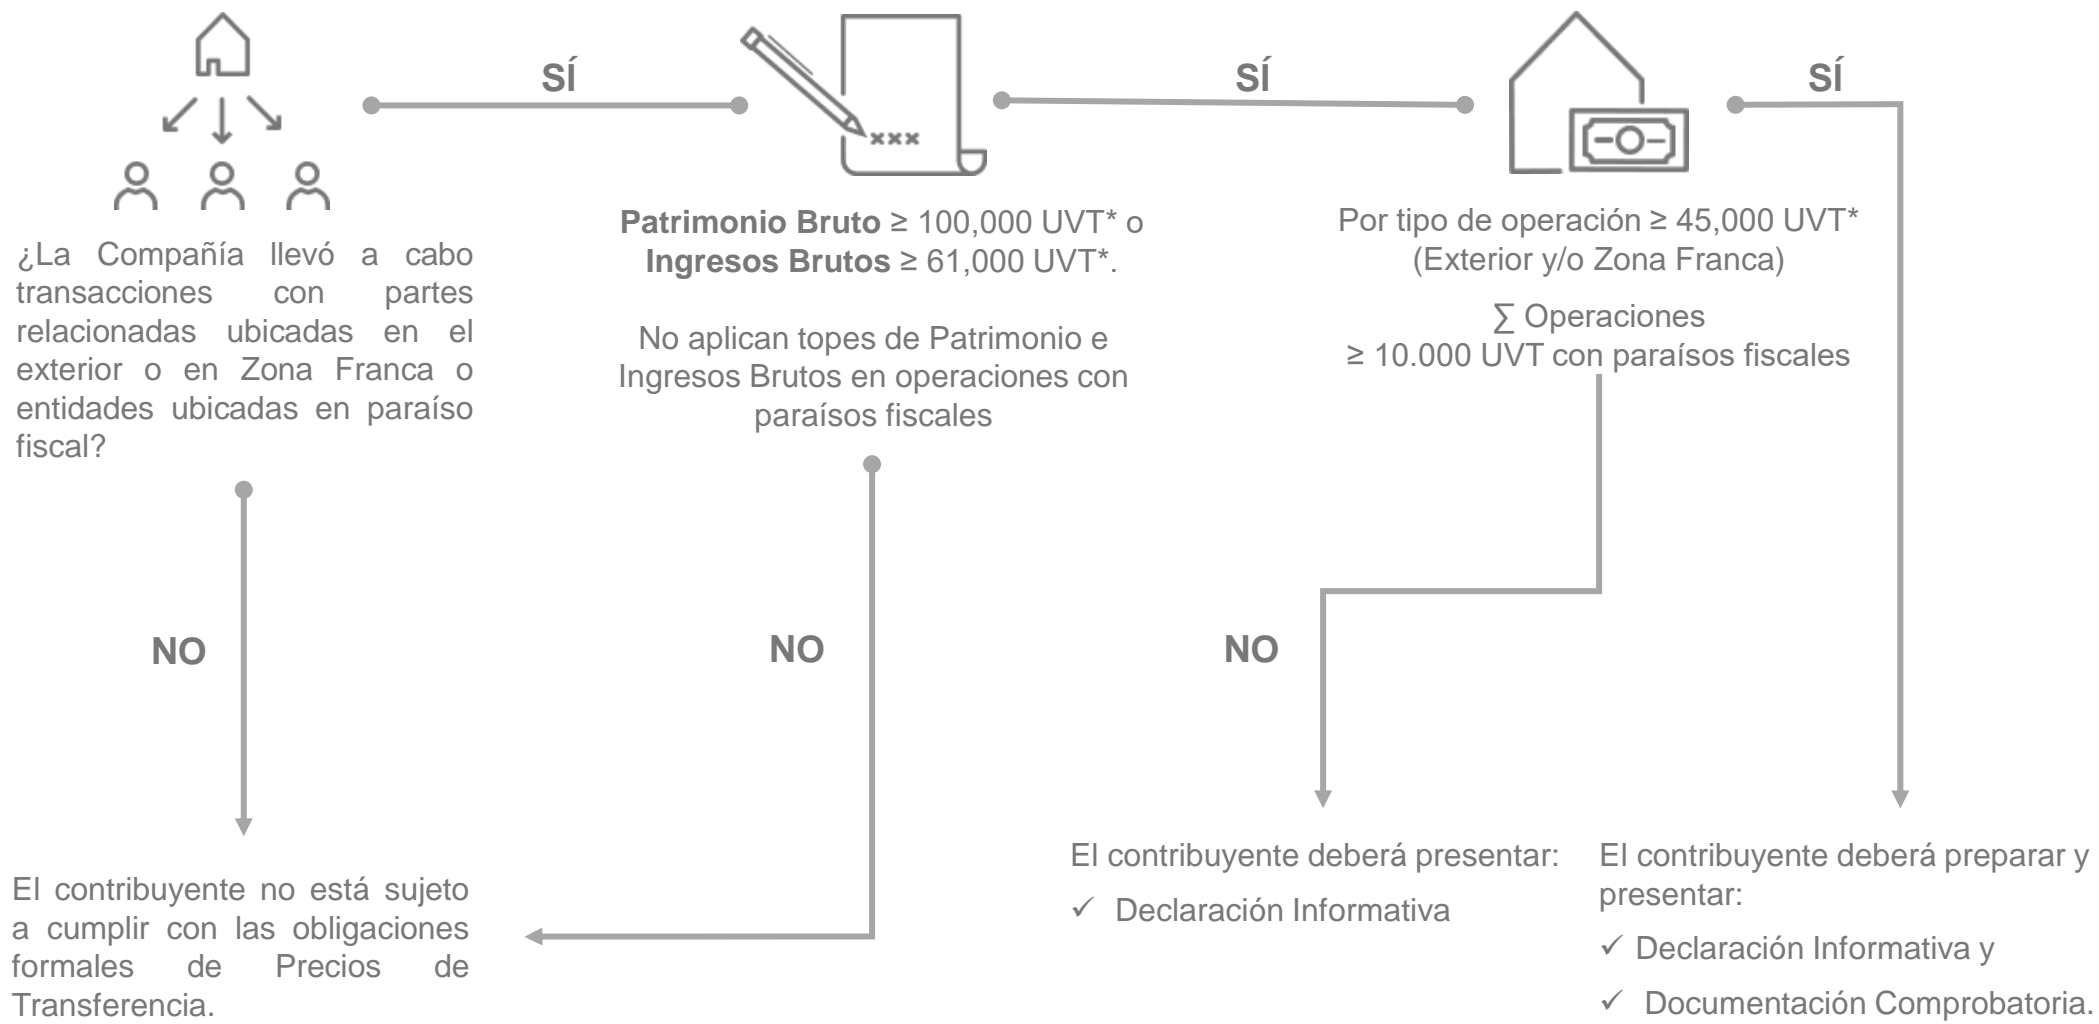 SÍ
SÍ
SÍ
xxx
¿La Compañía llevó a cabo
transacciones con partes
relacionadas ubicadas en el
exterior o en Zona Franca o
entidades ubicadas en paraíso
fiscal?
Patrimonio Bruto ≥ 100,000 UVT* o
Ingresos Brutos ≥ 61,000 UVT*.
No aplican topes de Patrimonio e
Ingresos Brutos en operaciones con
paraísos fiscales
Por tipo de operación ≥ 45,000 UVT*
(Exterior y/o Zona Franca)
∑ Operaciones
≥ 10.000 UVT con paraísos fiscales
NO
NO
NO
El contribuyente no está sujeto
a cumplir con las obligaciones
formales de Precios de
Transferencia.
El contribuyente deberá presentar:
✓ Declaración Informativa
El contribuyente deberá preparar y
presentar:
✓ Declaración Informativa y
✓ Documentación Comprobatoria.